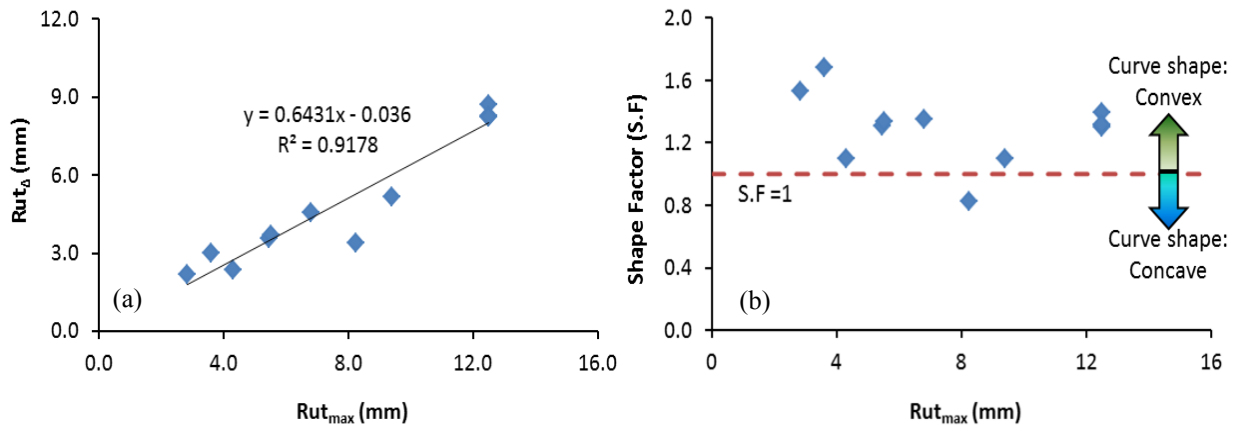 12.0
9.0
6.0
3.0
0.0
0.0
4.0
8.0
12.0
16.0
Rut_Δ (mm)
Rut_max (mm)
y = 0.6431x - 0.036
R² = 0.9178
(a)
2.0
1.6
1.2
0.8
0.4
0.0
0
4
8
12
16
Shape Factor (S.F)
Rut_max (mm)
S.F =1
Curve shape:
Convex
Curve shape:
Concave
(b)